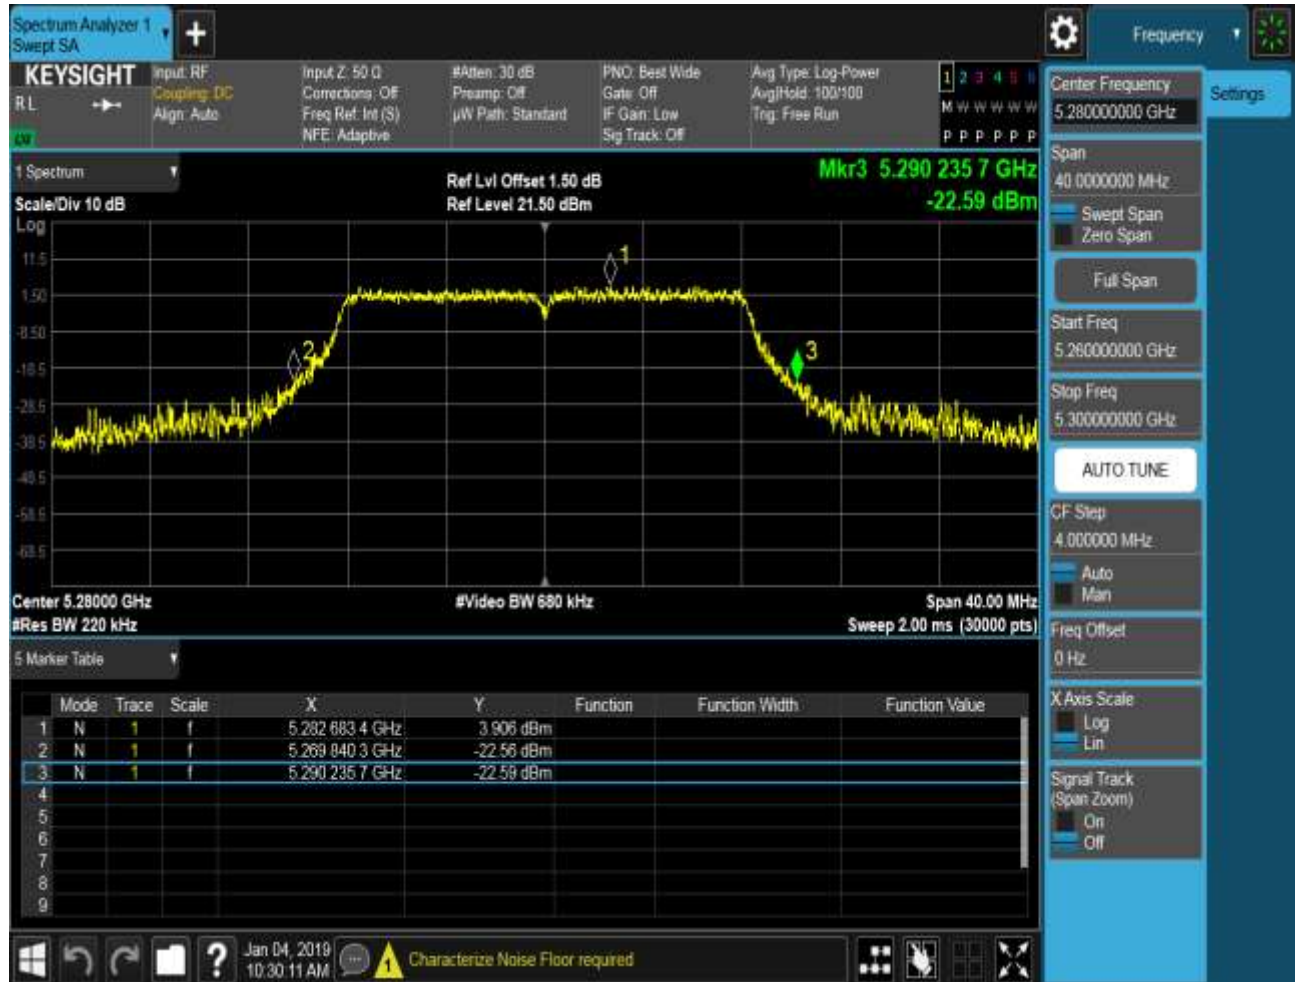 Spectrum Analyzer 1
Swept SA
+
Frequency
KEYSIGHT
RL
Input: RF
Coupling: DC
Align: Auto
Input Z: 50 Ω
Corrections: Off
Freq Ref: Int (S)
NFE: Adaptive
#Atten: 30 dB
Preamp: Off
µW Path: Standard
PNO: Best Wide
Gate: Off
IF Gain: Low
Sig Track: Off
Avg Type: Log-Power
Avg|Hold: 100/100
Trig: Free Run
1 2 3 4 5 6
M W W W W W
P P P P P P
1 Spectrum
Scale/Div 10 dB
Ref Lvl Offset 1.50 dB
Ref Level 21.50 dBm
Mkr3 5.290 235 7 GHz
-22.59 dBm
Log
11.5
1.50
-8.50
-18.5
-28.5
-38.5
-48.5
-58.5
-68.5
1
2
3
Center 5.28000 GHz
#Video BW 680 kHz
Span 40.00 MHz
#Res BW 220 kHz
Sweep 2.00 ms (30000 pts)
5 Marker Table
Mode Trace Scale X Y Function Function Width Function Value
1 N 1 f 5.282 683 4 GHz 3.906 dBm
2 N 1 f 5.269 840 3 GHz -22.56 dBm
3 N 1 f 5.290 235 7 GHz -22.59 dBm
4
5
6
7
8
9
Jan 04, 2019
10:30:11 AM
1
Characterize Noise Floor required
Center Frequency
5.280000000 GHz
Settings
Span
40.0000000 MHz
Swept Span
Zero Span
Full Span
Start Freq
5.260000000 GHz
Stop Freq
5.300000000 GHz
AUTO TUNE
CF Step
4.000000 MHz
Auto
Man
Freq Offset
0 Hz
X Axis Scale
Log
Lin
Signal Track
(Span Zoom)
On
Off